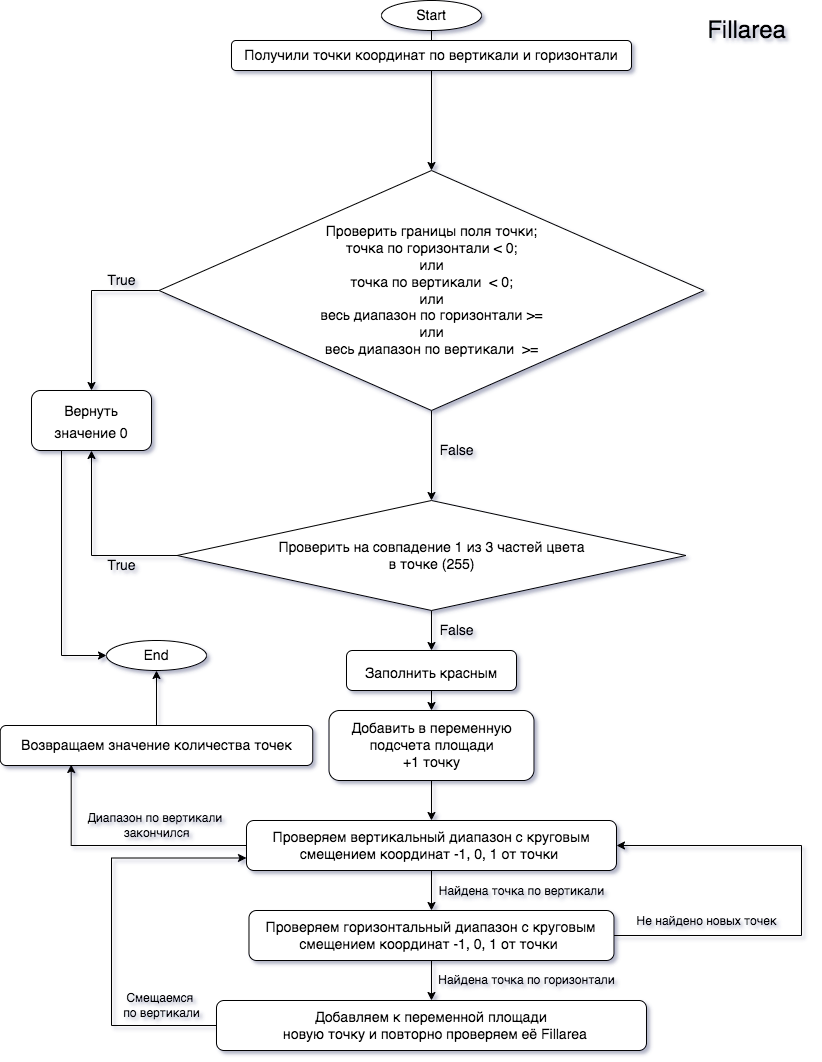 Start
Fillarea
Получили точки координат по вертикали и горизонтали
Проверить границы поля точки;
точка по горизонтали < 0;
или
точка по вертикали < 0;
или
весь диапазон по горизонтали >=
или
весь диапазон по вертикали >=
True
Вернуть
значение 0
False
Проверить на совпадение 1 из 3 частей цвета
в точке (255)
True
False
End
Заполнить красным
Возвращаем значение количества точек
Добавить в переменную
подсчета площади
+1 точку
Диапазон по вертикали
закончился
Проверяем вертикальный диапазон с круговым
смещением координат -1, 0, 1 от точки
Найдена точка по вертикали
Проверяем горизонтальный диапазон с круговым
смещением координат -1, 0, 1 от точки
Не найдено новых точек
Найдена точка по горизонтали
Смещаемся
по вертикали
Добавляем к переменной площади
новую точку и повторно проверяем её Fillarea